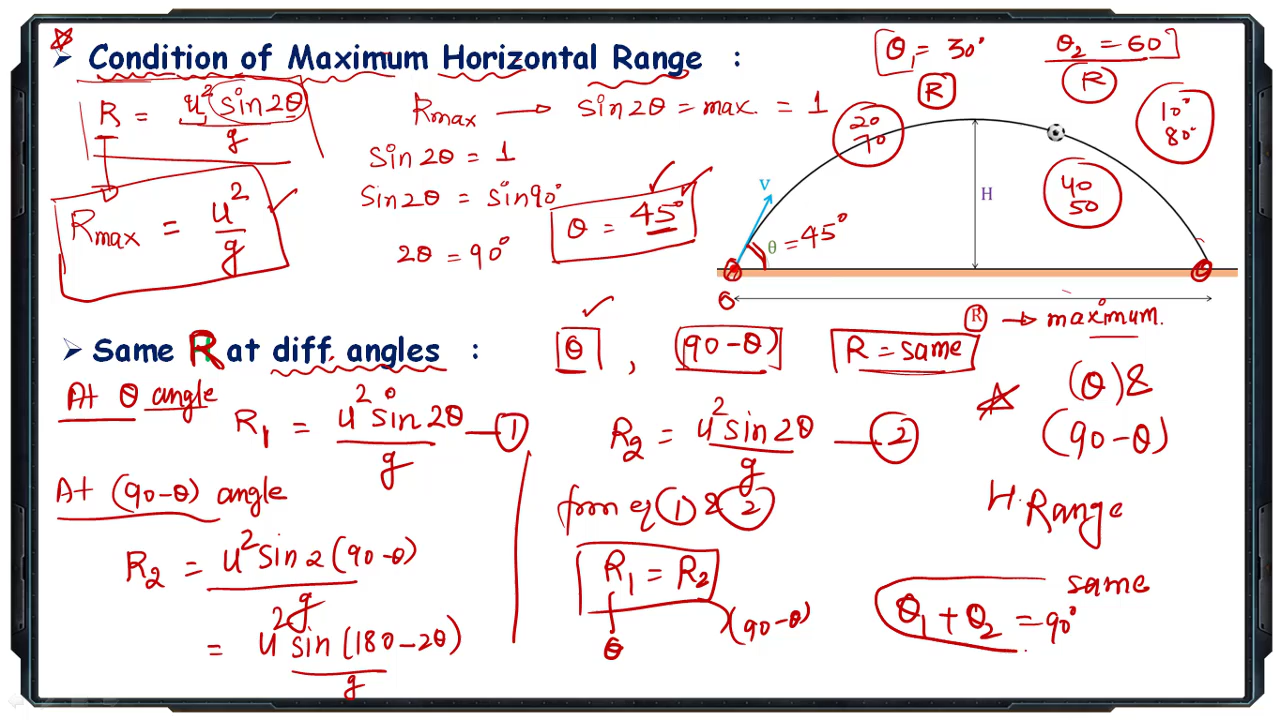 Condition of Maximum Horizontal Range :
R = u² sin2θ / g
Rmax → sin2θ = max. = 1
sin2θ = 1
Sin2θ = sin90°
2θ = 90°
θ = 45°
Rmax = u² / g
θ₁ = 30°
R
θ₂ = 60
R
20
70
10°
80°
40
50
V
H
θ = 45°
R → maximum.
Same R at diff angles :
θ , (90-θ)
R = same
At θ angle
R₁ = u² sin2θ / g — 1
At (90-θ) angle
R₂ = u² sin2(90-θ) / g
= u² sin(180-2θ) / g
R₂ = u² sin2θ / g — 2
from eq 1 & 2
R₁ = R₂
θ
(90-θ)
(θ) &
(90-θ)
H. Range
same
θ₁ + θ₂ = 90°